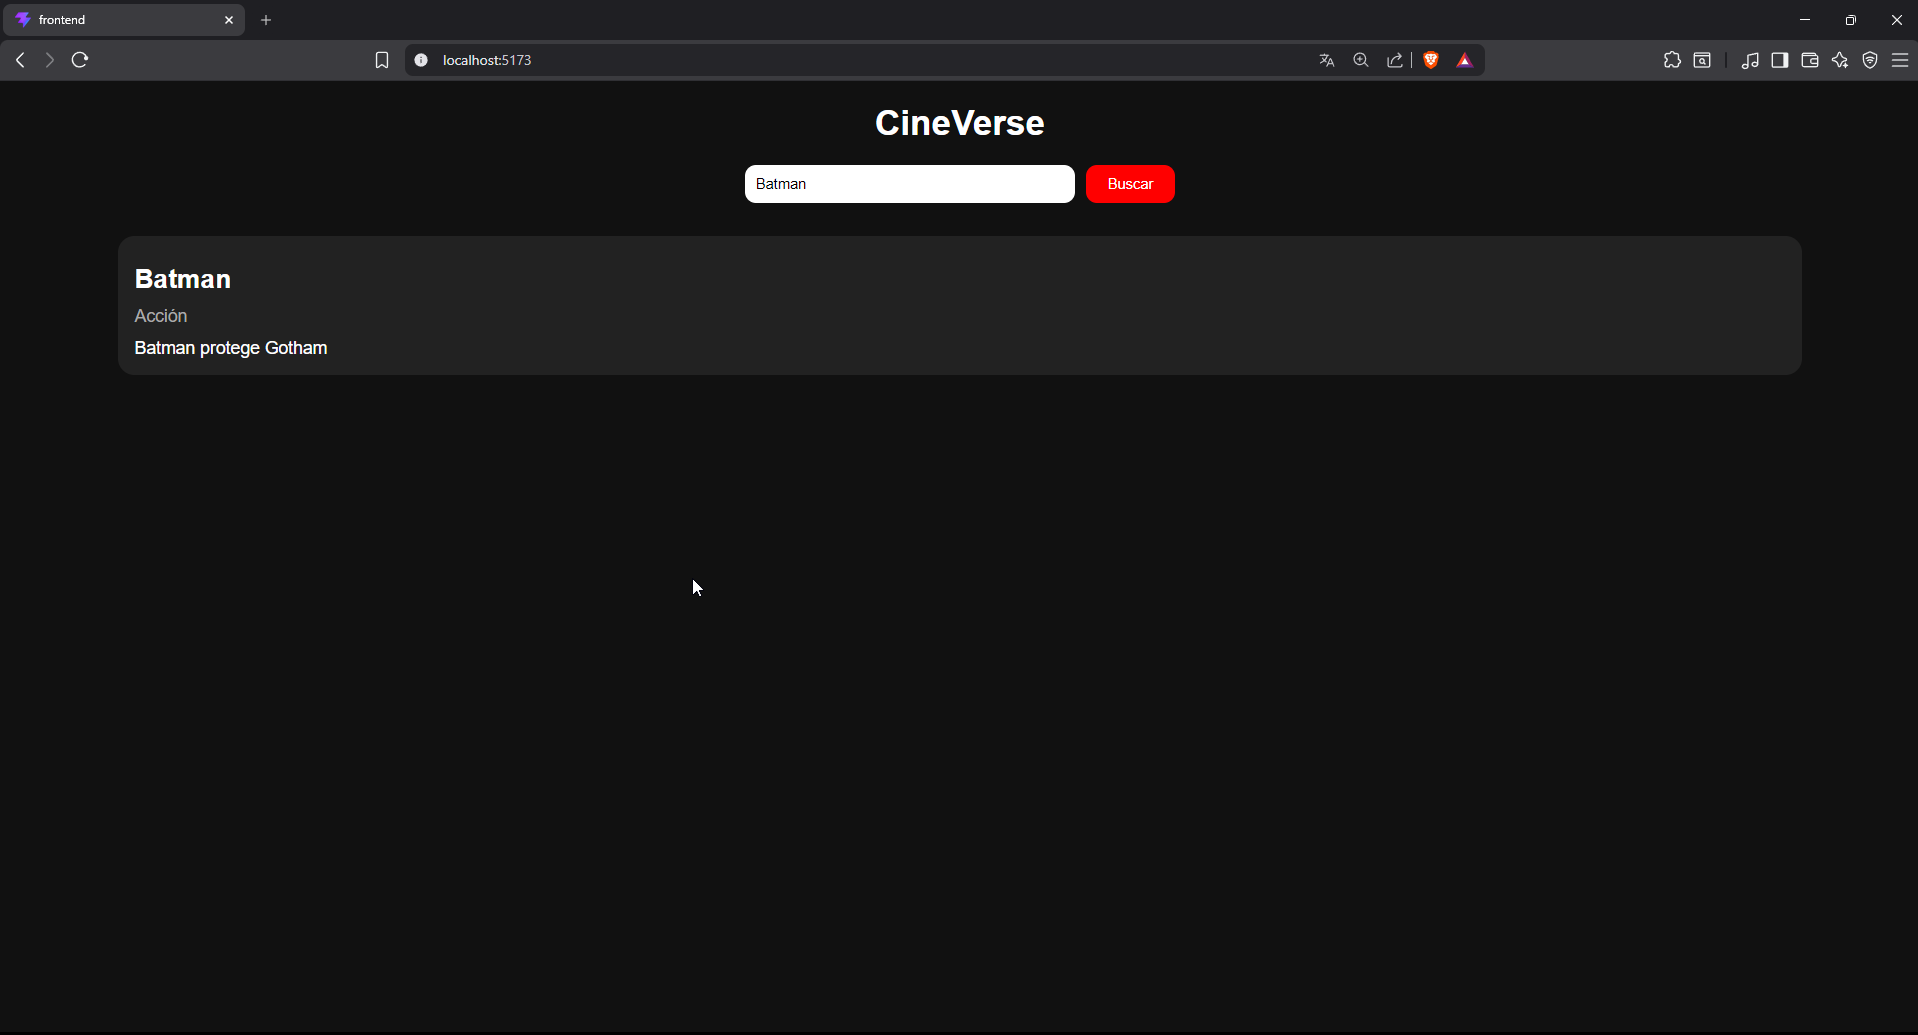 frontend
localhost:5173
CineVerse
Batman
Buscar
Batman
Acción
Batman protege Gotham